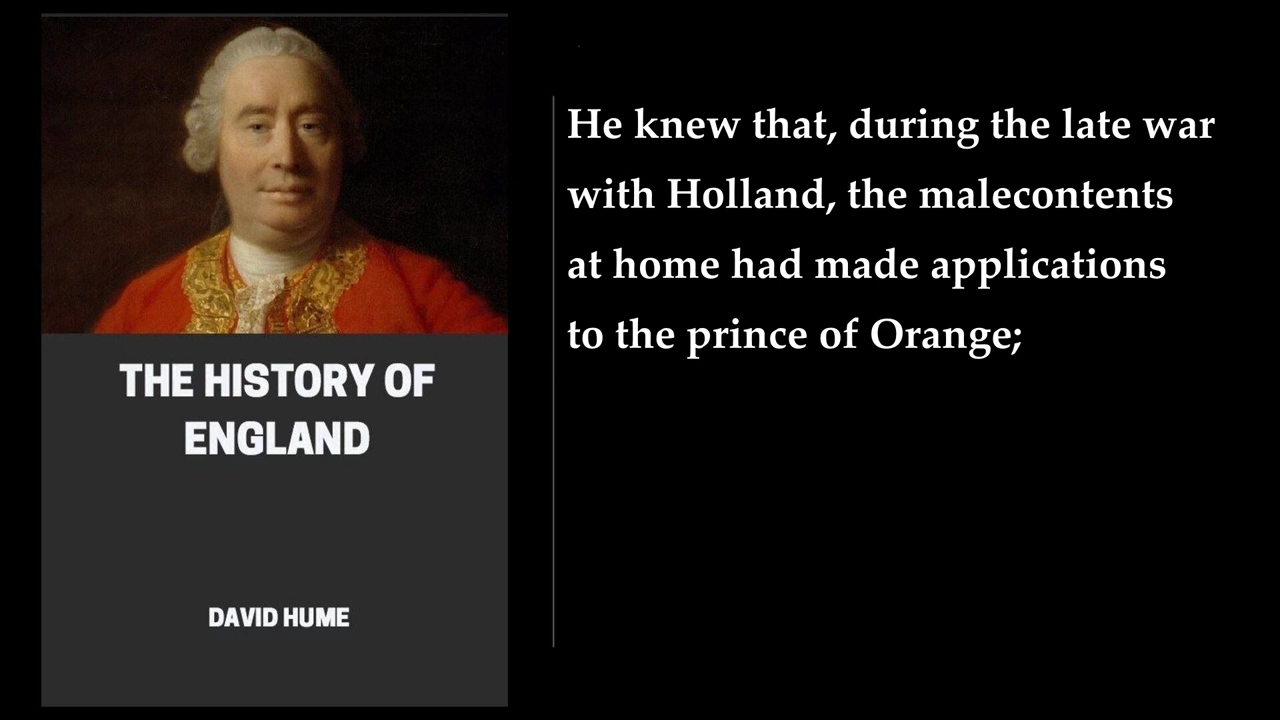 THE HISTORY OF
ENGLAND
DAVID HUME
He knew that, during the late war
with Holland, the malecontents
at home had made applications
to the prince of Orange;